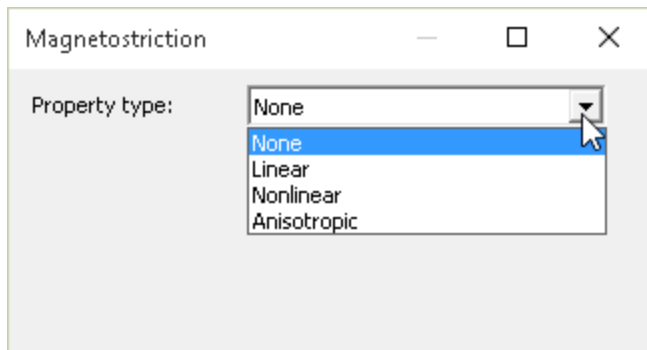 Magnetostriction
Property type: None
None
Linear
Nonlinear
Anisotropic